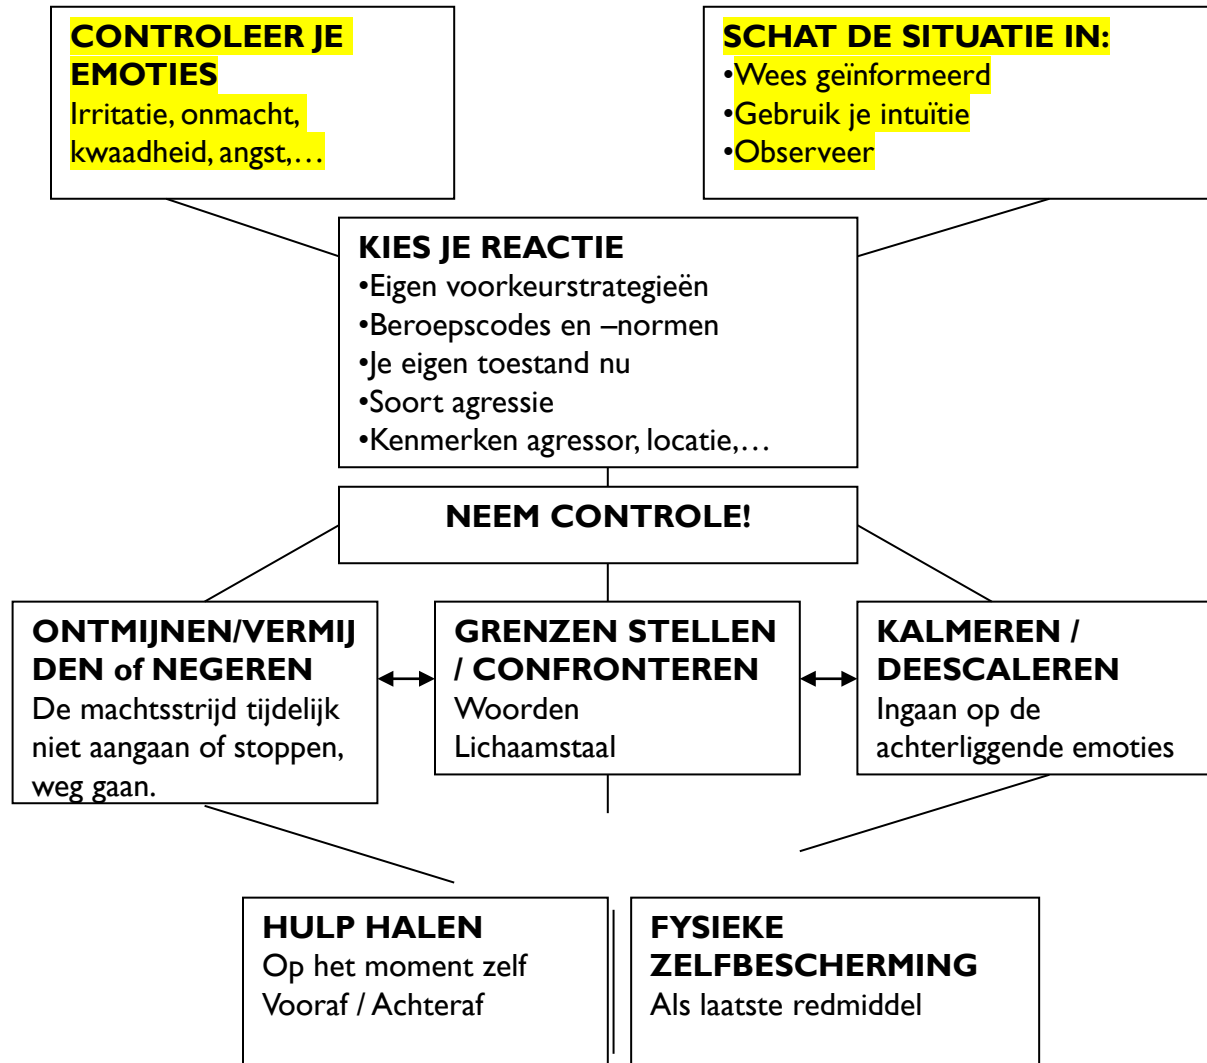 CONTROLEER JE
EMOTIES
Irritatie, onmacht,
kwaadheid, angst,…
SCHAT DE SITUATIE IN:
•Wees geïnformeerd
•Gebruik je intuïtie
•Observeer
KIES JE REACTIE
•Eigen voorkeurstrategieën
•Beroepscodes en –normen
•Je eigen toestand nu
•Soort agressie
•Kenmerken agressor, locatie,…
NEEM CONTROLE!
ONTMIJNEN/VERMIJ
DEN of NEGEREN
De machtsstrijd tijdelijk
niet aangaan of stoppen,
weg gaan.
GRENZEN STELLEN
/ CONFRONTEREN
Woorden
Lichaamstaal
KALMEREN /
DEESCALEREN
Ingaan op de
achterliggende emoties
HULP HALEN
Op het moment zelf
Vooraf / Achteraf
FYSIEKE
ZELFBESCHERMING
Als laatste redmiddel